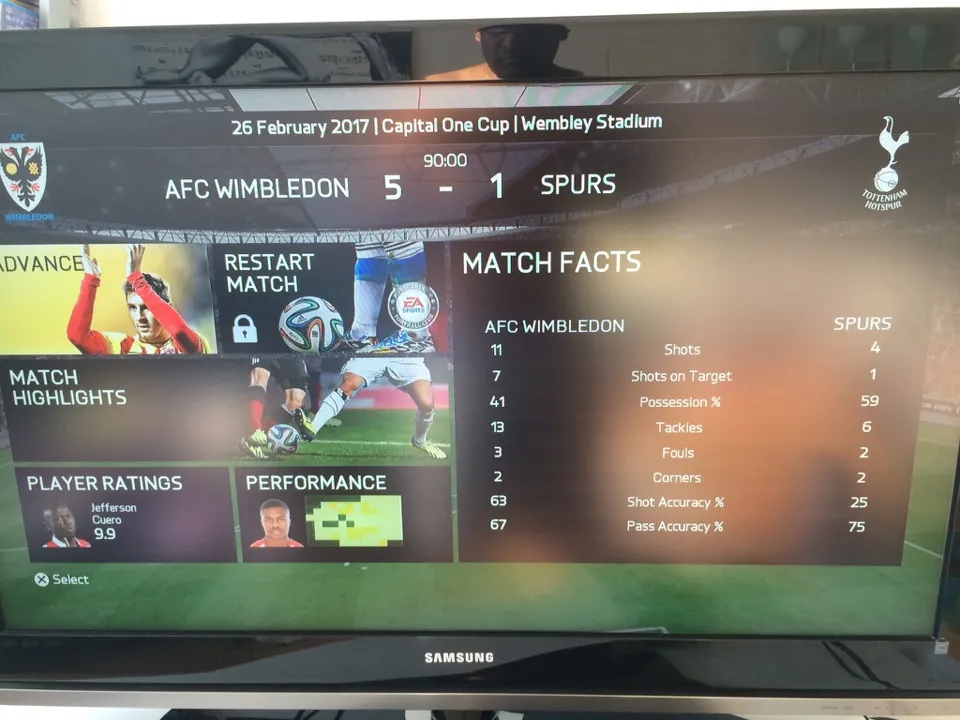 26 February 2017 | Capital One Cup | Wembley Stadium
90:00
AFC WIMBLEDON 5 - 1 SPURS
AFC
WIMBLEDON
TOTTENHAM
HOTSPUR
ADVANCE
RESTART
MATCH
EA
SPORTS
MATCH
HIGHLIGHTS
PLAYER RATINGS
Jefferson
Cuero
9.9
PERFORMANCE
MATCH FACTS
AFC WIMBLEDON SPURS
11 Shots 4
7 Shots on Target 1
41 Possession % 59
13 Tackles 6
3 Fouls 2
2 Corners 2
63 Shot Accuracy % 25
67 Pass Accuracy % 75
Select
SAMSUNG